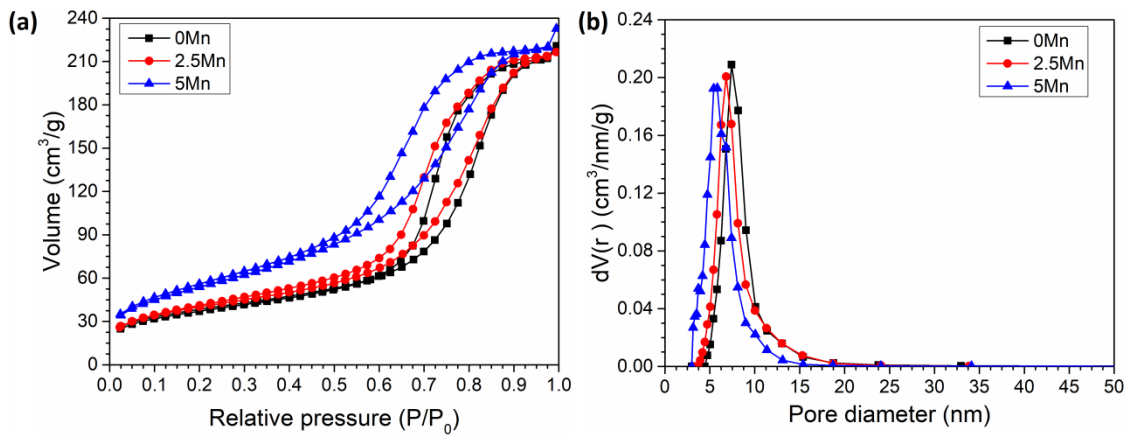 (a)
Volume (cm³/g)
240
210
180
150
120
90
60
30
0
0Mn
2.5Mn
5Mn
0.0 0.1 0.2 0.3 0.4 0.5 0.6 0.7 0.8 0.9 1.0
Relative pressure (P/P₀)
(b)
dV(r) (cm³/nm/g)
0.24
0.20
0.16
0.12
0.08
0.04
0.00
0Mn
2.5Mn
5Mn
0 5 10 15 20 25 30 35 40 45 50
Pore diameter (nm)